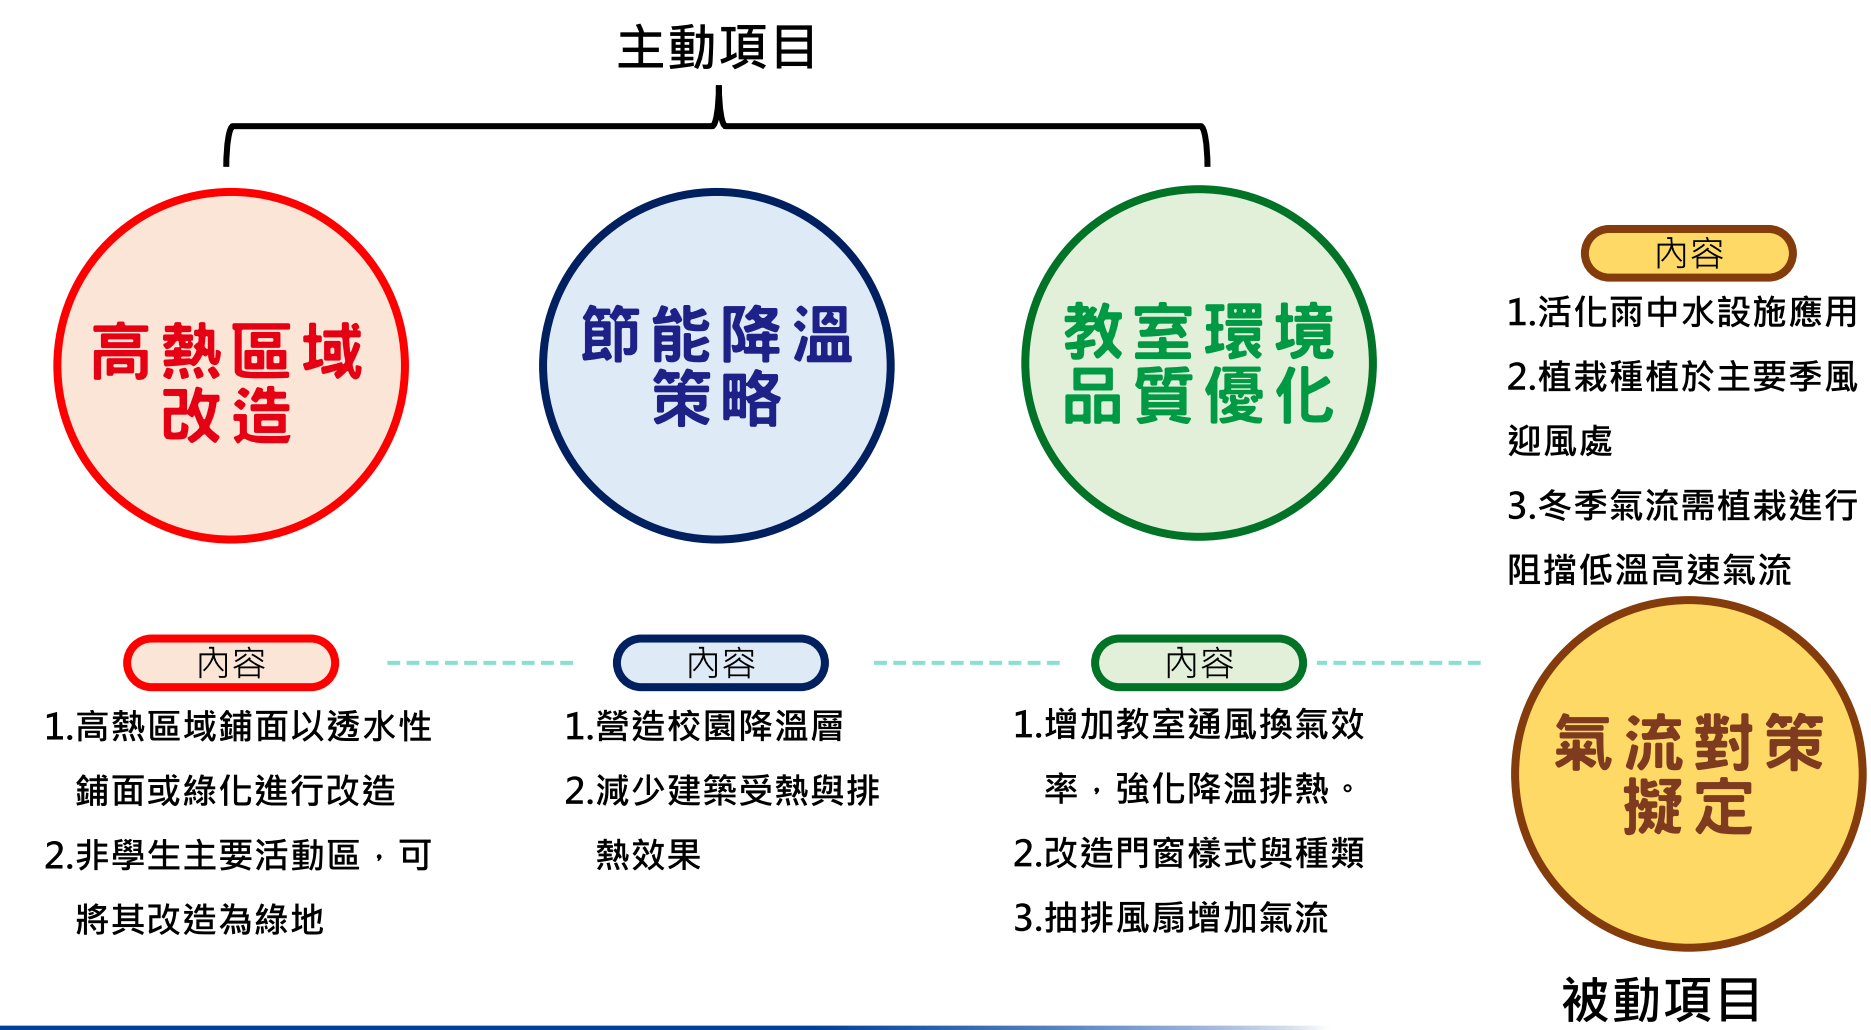 主動項目
高熱區域
改造
內容
1.高熱區域鋪面以透水性
鋪面或綠化進行改造
2.非學生主要活動區，可
將其改造為綠地
節能降溫
策略
內容
1.營造校園降溫層
2.減少建築受熱與排
熱效果
教室環境
品質優化
內容
1.增加教室通風換氣效
率，強化降溫排熱。
2.改造門窗樣式與種類
3.抽排風扇增加氣流
內容
1.活化雨中水設施應用
2.植栽種植於主要季風
迎風處
3.冬季氣流需植栽進行
阻擋低溫高速氣流
氣流對策
擬定
被動項目